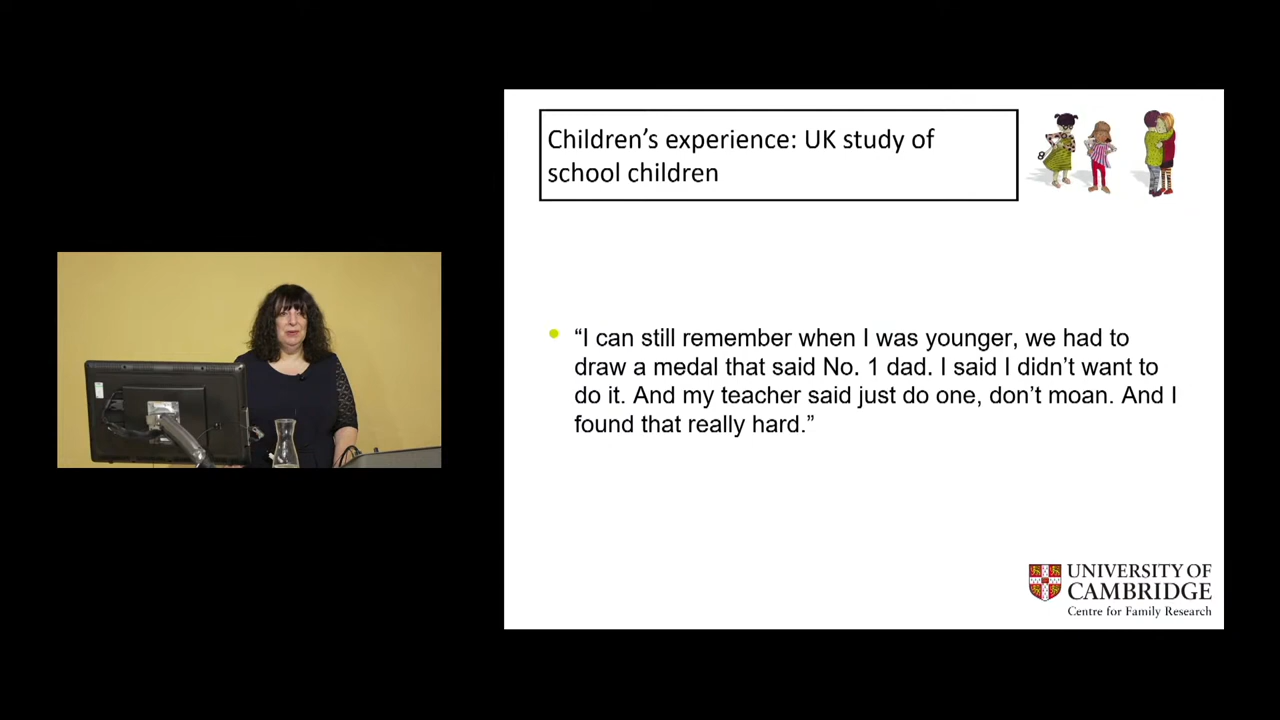 Children’s experience: UK study of
school children
“I can still remember when I was younger, we had to
draw a medal that said No. 1 dad. I said I didn’t want to
do it. And my teacher said just do one, don’t moan. And I
found that really hard.”
UNIVERSITY OF
CAMBRIDGE
Centre for Family Research